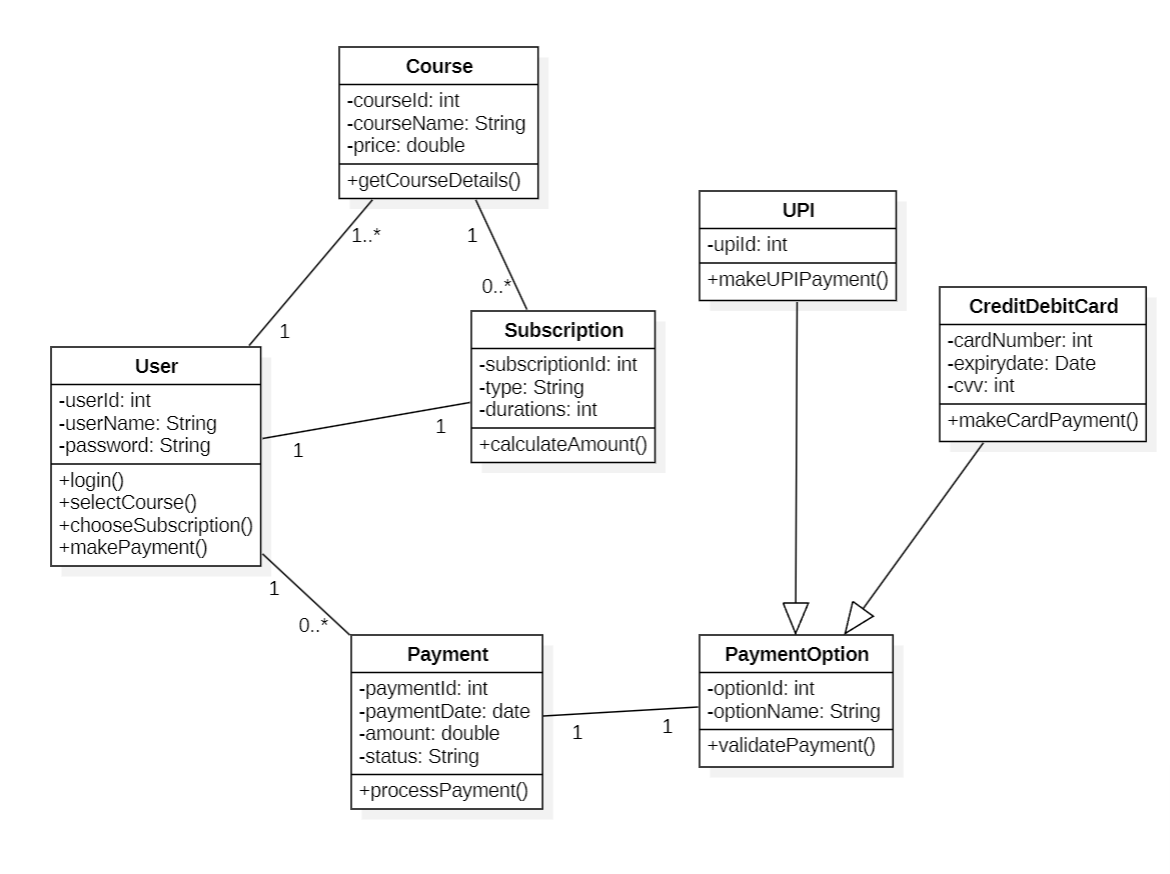 Course
-courseId: int
-courseName: String
-price: double
+getCourseDetails()
1..*
1
1
0..*
UPI
-upiId: int
+makeUPIPayment()
CreditDebitCard
-cardNumber: int
-expirydate: Date
-cvv: int
+makeCardPayment()
Subscription
-subscriptionId: int
-type: String
-durations: int
+calculateAmount()
User
-userId: int
-userName: String
-password: String
+login()
+selectCourse()
+chooseSubscription()
+makePayment()
1
1
1
0..*
Payment
-paymentId: int
-paymentDate: date
-amount: double
-status: String
+processPayment()
1
1
PaymentOption
-optionId: int
-optionName: String
+validatePayment()